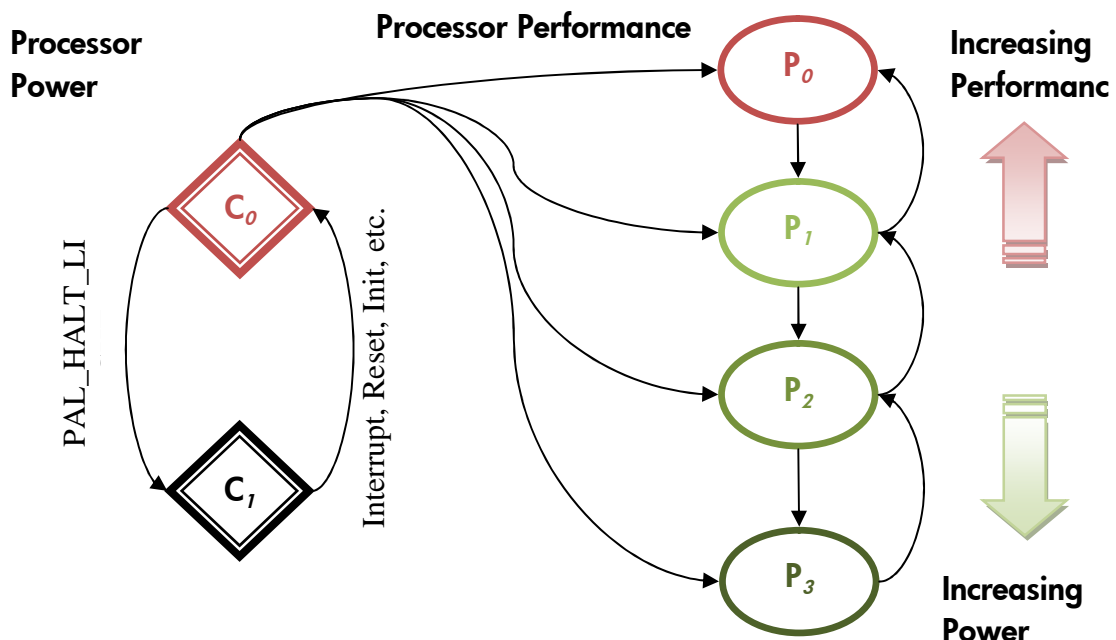 Processor
Power
Processor Performance
Increasing
Performanc
P0
C0
P1
PAL_HALT_LI
Interrupt, Reset, Init, etc.
P2
C1
P3
Increasing
Power